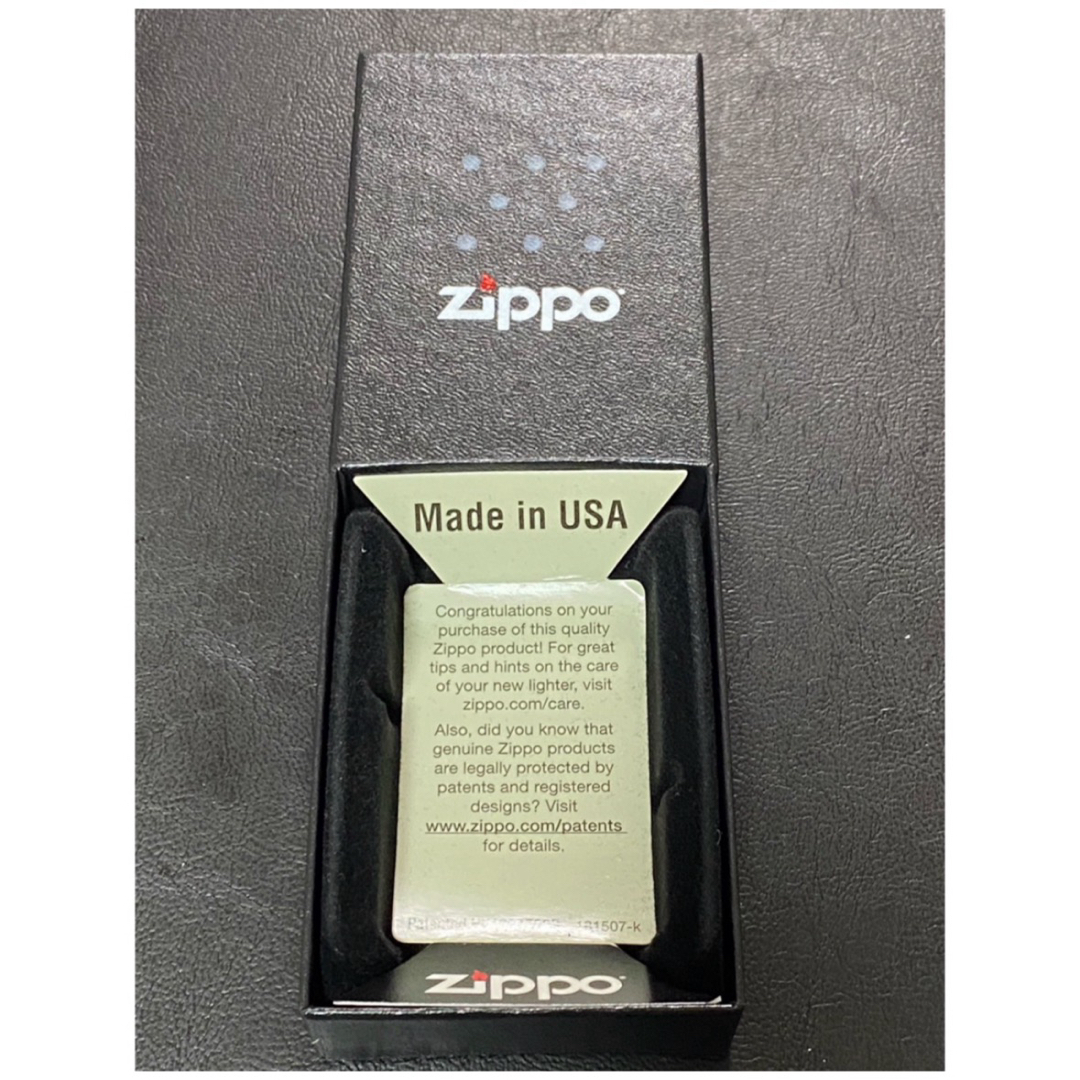 zippo
Made in USA
Congratulations on your
purchase of this quality
Zippo product! For great
tips and hints on the care
of your new lighter, visit
zippo.com/care.
Also, did you know that
genuine Zippo products
are legally protected by
patents and registered
designs? Visit
www.zippo.com/patents
for details.
181507-k
zippo